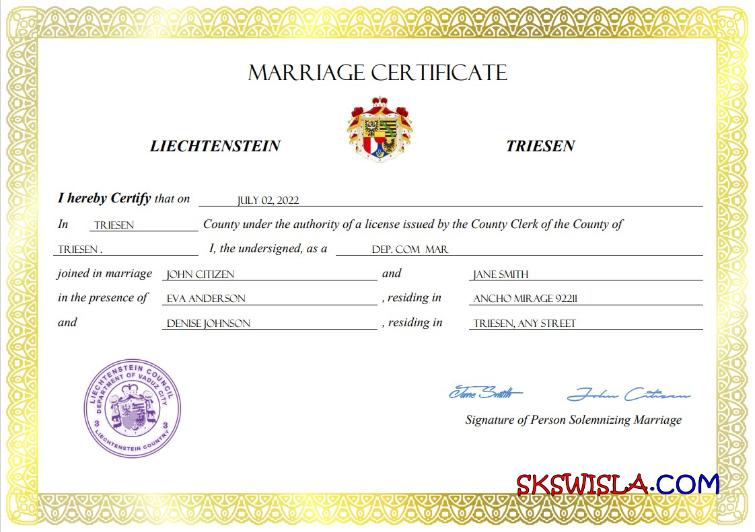 MARRIAGE CERTIFICATE
LIECHTENSTEIN TRIESEN
I hereby Certify that on JULY 02, 2022
In TRIESEN County under the authority of a license issued by the County Clerk of the County of
TRIESEN . I, the undersigned, as a DEP. COM MAR
joined in marriage JOHN CITIZEN and JANE SMITH
in the presence of EVA ANDERSON , residing in ANCHO MIRAGE 92211
and DENISE JOHNSON , residing in TRIESEN, ANY STREET
LIECHTENSTEIN COUNCIL
DEPARTMENT OF VADUZ CITY
3 3
LIECHTENSTEIN COUNTRY
Jane Smith John Citizen
Signature of Person Solemnizing Marriage
SKSWISLA.COM